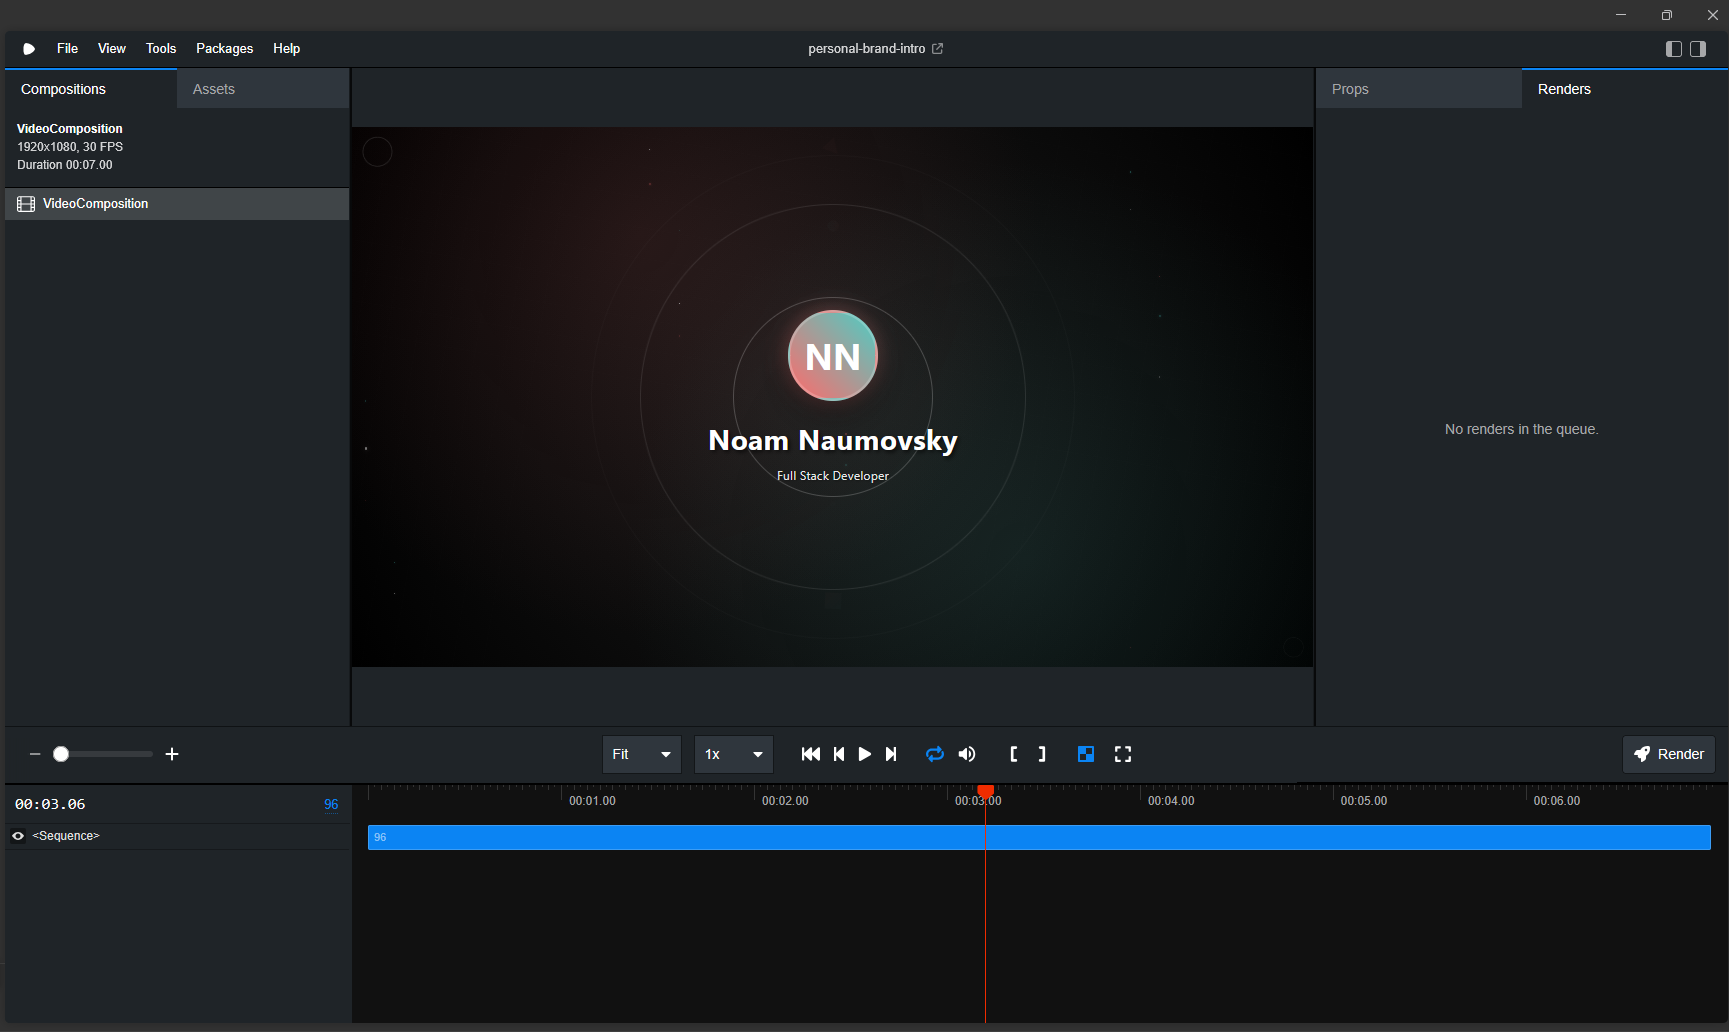 File View Tools Packages Help
personal-brand-intro
Compositions
Assets
Props
Renders
VideoComposition
1920x1080, 30 FPS
Duration 00:07.00
VideoComposition
NN
Noam Naumovsky
Full Stack Developer
No renders in the queue.
Fit
1x
Render
00:03.06
96
00:01.00
00:02.00
00:03.00
00:04.00
00:05.00
00:06.00
<Sequence>
96